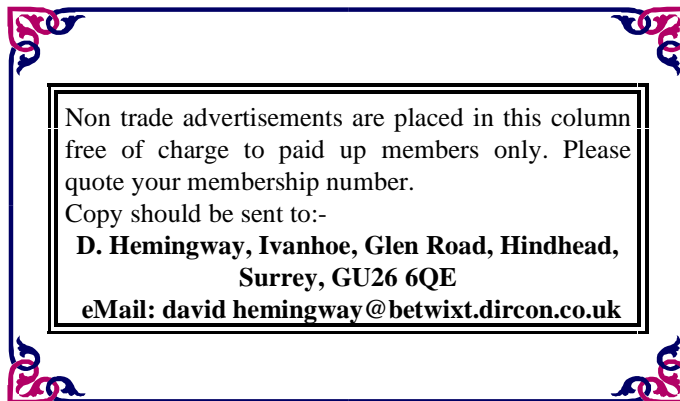 Non trade advertisements are placed in this column
free of charge to paid up members only. Please
quote your membership number.
Copy should be sent to:-
D. Hemingway, Ivanhoe, Glen Road, Hindhead,
Surrey, GU26 6QE
eMail: david hemingway@betwixt.dircon.co.uk